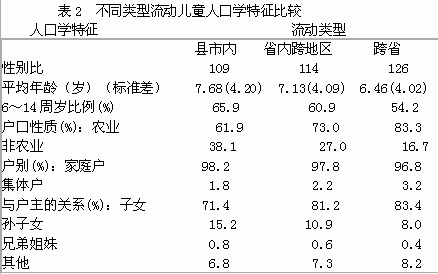 表2 不同类型流动儿童人口学特征比较
人口学特征 流动类型
县市内 省内跨地区 跨省
性别比 109 114 126
平均年龄（岁）（标准差） 7.68(4.20) 7.13(4.09) 6.46(4.02)
6～14周岁比例(%) 65.9 60.9 54.2
户口性质(%)：农业 61.9 73.0 83.3
非农业 38.1 27.0 16.7
户别(%)：家庭户 98.2 97.8 96.8
集体户 1.8 2.2 3.2
与户主的关系(%)：子女 71.4 81.2 83.4
孙子女 15.2 10.9 8.0
兄弟姐妹 0.8 0.6 0.4
其他 6.8 7.3 8.2